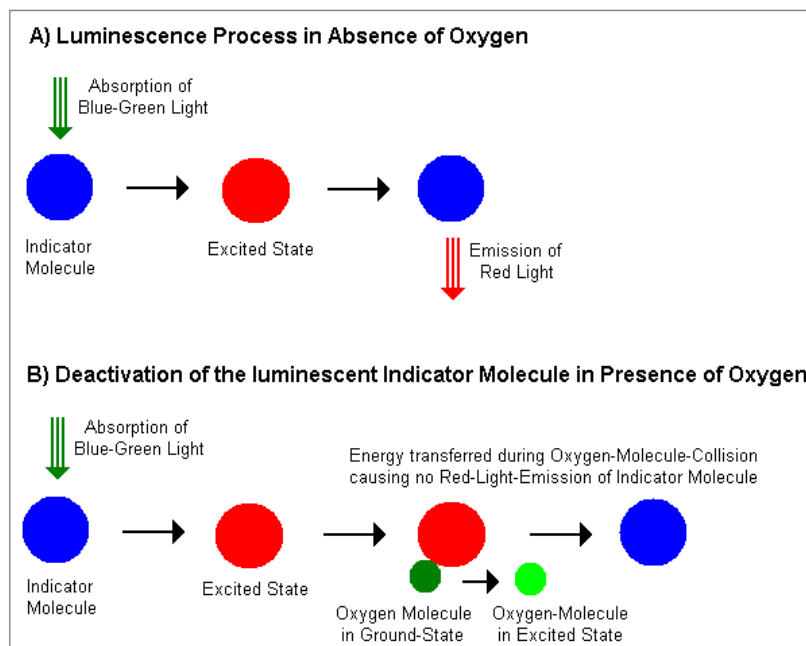 A) Luminescence Process in Absence of Oxygen
Absorption of
Blue-Green Light
Indicator
Molecule
Excited State
Emission of
Red Light
B) Deactivation of the luminescent Indicator Molecule in Presence of Oxygen
Absorption of
Blue-Green Light
Energy transferred during Oxygen-Molecule-Collision
causing no Red-Light-Emission of Indicator Molecule
Indicator
Molecule
Excited State
Oxygen Molecule
in Ground-State
Oxygen-Molecule
in Excited State